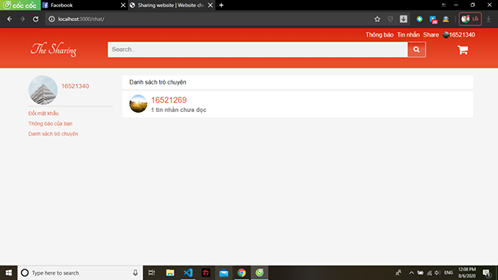 cốc cốc
Facebook
Sharing website | Website ch
localhost:3000/chat/
Thông báo Tin nhắn Share 16521340
The Sharing
Search...
16521340
Đổi mật khẩu
Thông báo của bạn
Danh sách trò chuyện
Danh sách trò chuyện
16521269
1 tin nhắn chưa đọc
Type here to search
12:08 PM
ENG
8/6/2020